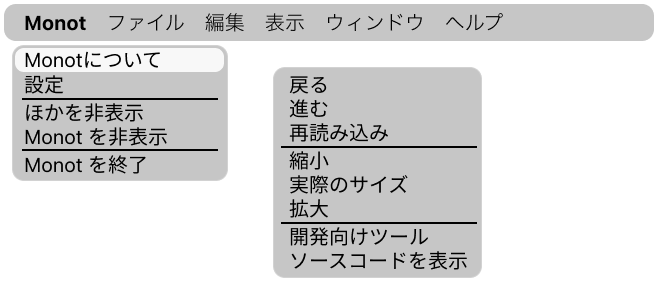 Monot ファイル 編集 表示 ウィンドウ ヘルプ
Monotについて
設定
ほかを非表示
Monot を非表示
Monot を終了
戻る
進む
再読み込み
縮小
実際のサイズ
拡大
開発向けツール
ソースコードを表示